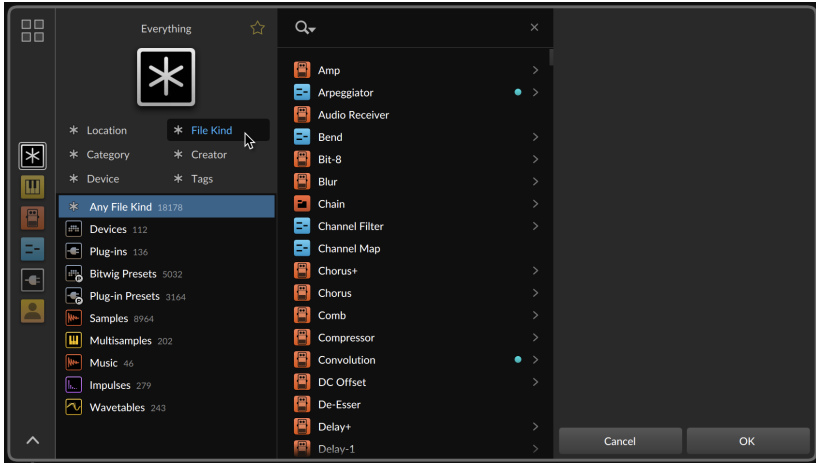 Everything
Location
File Kind
Category
Creator
Device
Tags
Any File Kind 18178
Devices 112
Plug-ins 136
Bitwig Presets 5032
Plug-in Presets 3164
Samples 8964
Multisamples 202
Music 46
Impulses 279
Wavetables 243
Amp
Arpeggiator
Audio Receiver
Bend
Bit-8
Blur
Chain
Channel Filter
Channel Map
Chorus+
Chorus
Comb
Compressor
Convolution
DC Offset
De-Esser
Delay+
Delay-1
Cancel
OK